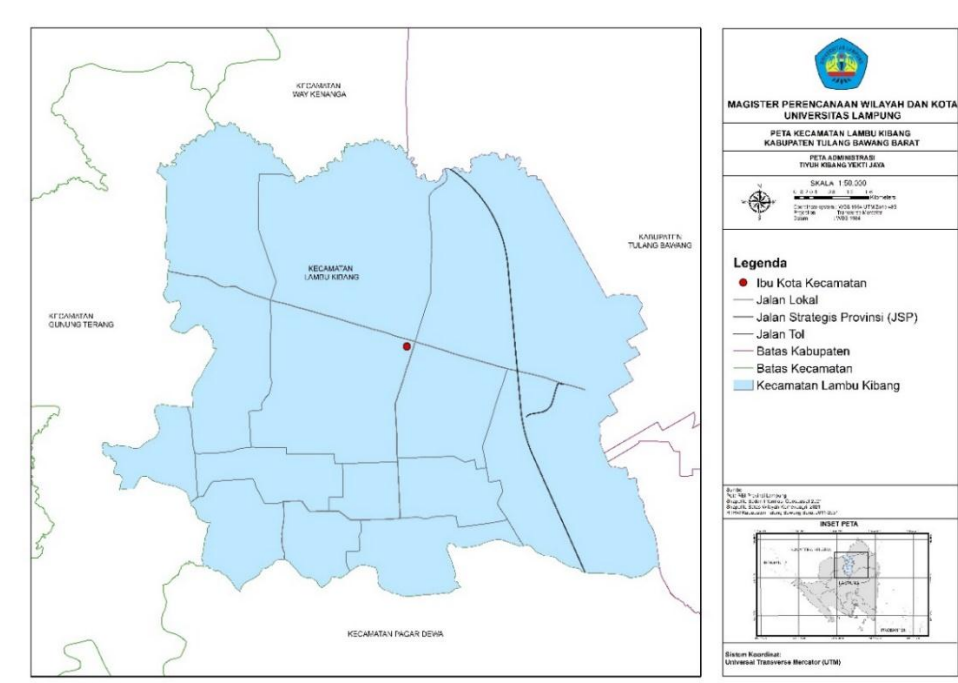 KECAMATAN
WAY KENANGA
KABUPATEN
TULANG BAWANG
KECAMATAN
LAMBU KIBANG
KECAMATAN
GUNUNG TERANG
KECAMATAN PAGAR DEWA
MAGISTER PERENCANAAN WILAYAH DAN KOTA
UNIVERSITAS LAMPUNG
PETA KECAMATAN LAMBU KIBANG
KABUPATEN TULANG BAWANG BARAT
PETA ADMINISTRASI
TIYUH KIBANG YEKTI JAYA
SKALA 1:50.000
Kilometers
Legenda
Ibu Kota Kecamatan
Jalan Lokal
Jalan Strategis Provinsi (JSP)
Jalan Tol
Batas Kabupaten
Batas Kecamatan
Kecamatan Lambu Kibang
INSET PETA
Sistem Koordinat:
Universal Transverse Mercator (UTM)